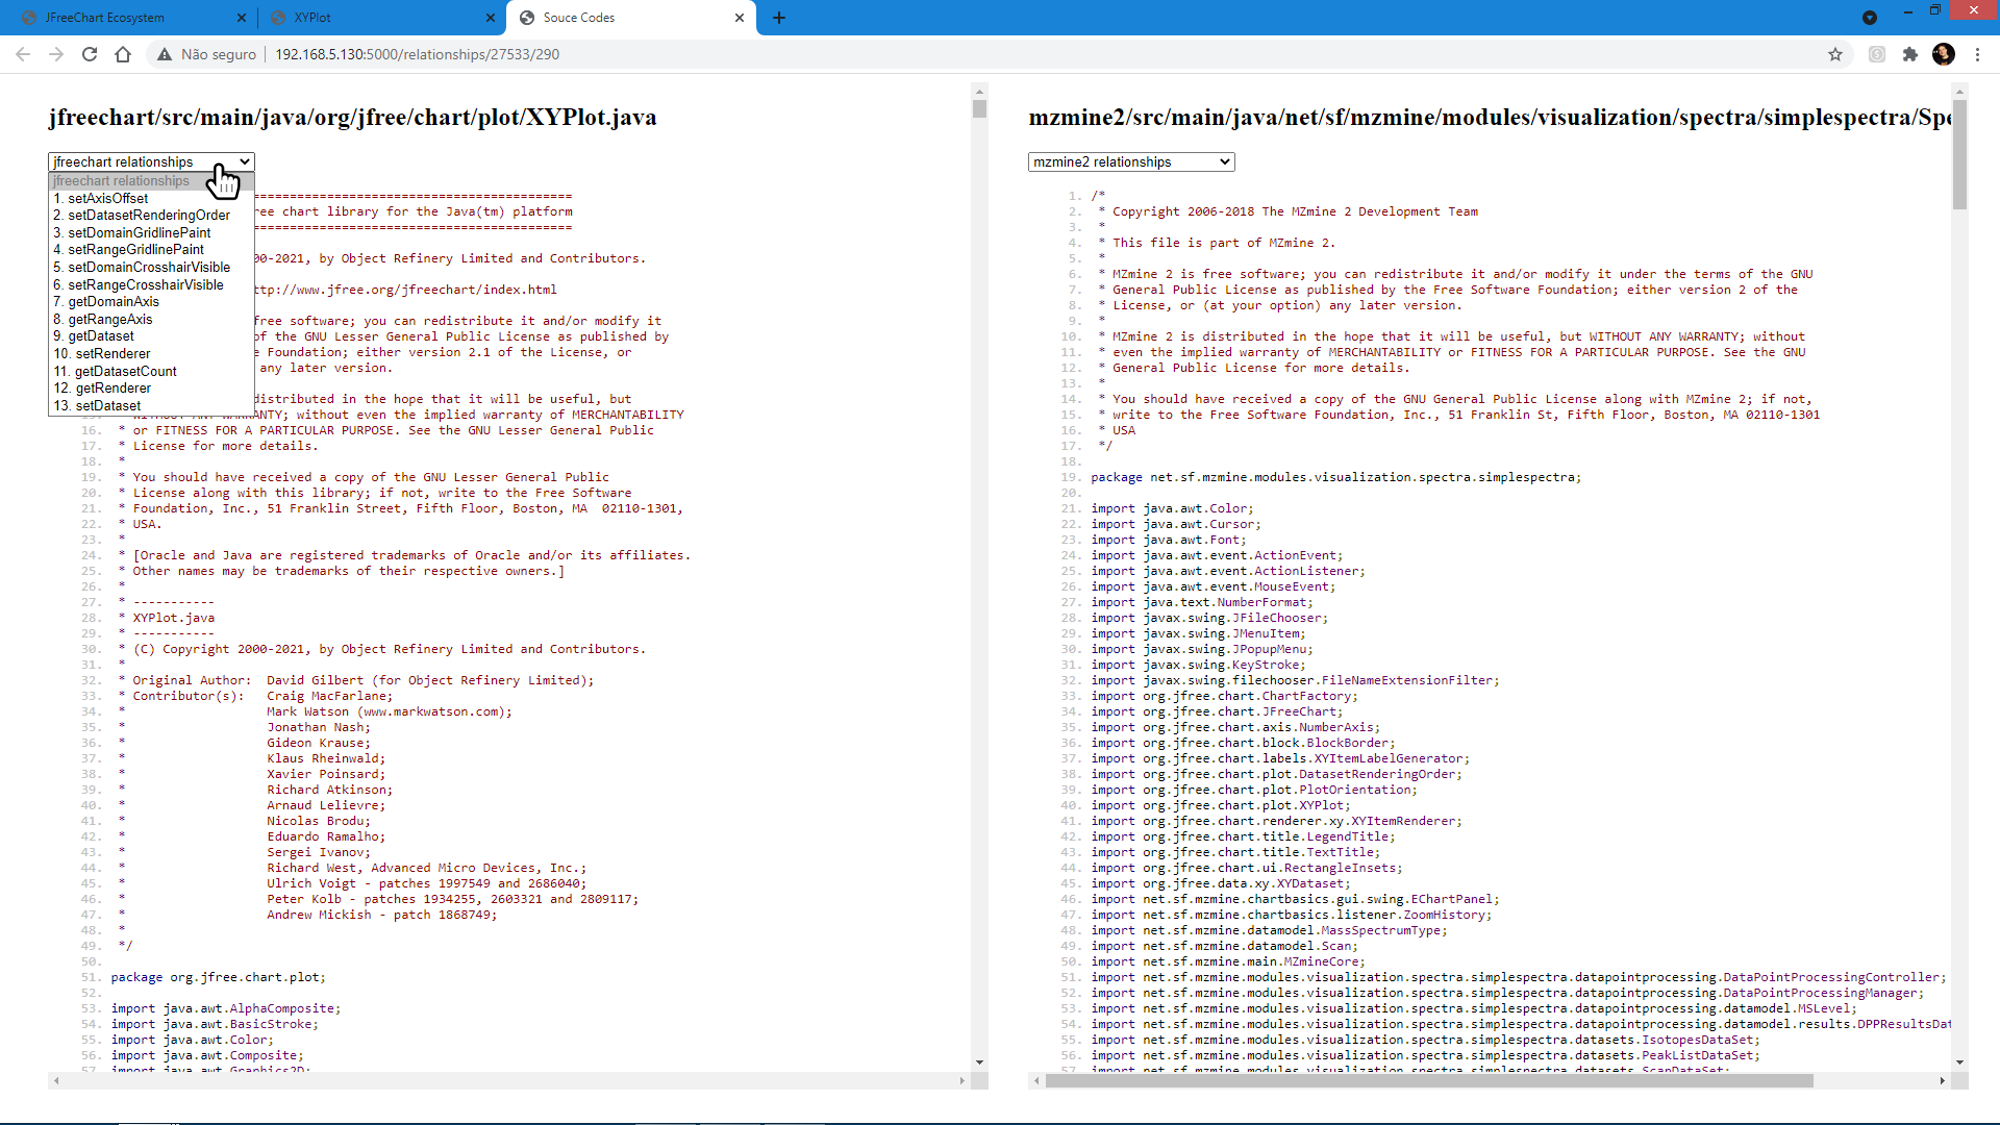 JFreeChart Ecosystem
XYPlot
Souce Codes
Não seguro
192.168.5.130:5000/relationships/27533/290
jfreechart/src/main/java/org/jfree/chart/plot/XYPlot.java
jfreechart relationships
jfreechart relationships
1. setAxisOffset
2. setDatasetRenderingOrder
3. setDomainGridlinePaint
4. setRangeGridlinePaint
5. setDomainCrosshairVisible
6. setRangeCrosshairVisible
7. getDomainAxis
8. getRangeAxis
9. getDataset
10. setRenderer
11. getDatasetCount
12. getRenderer
13. setDataset
===========================================
ree chart library for the Java(tm) platform
===========================================
00-2021, by Object Refinery Limited and Contributors.
ttp://www.jfree.org/jfreechart/index.html
free software; you can redistribute it and/or modify it
of the GNU Lesser General Public License as published by
e Foundation; either version 2.1 of the License, or
any later version.
distributed in the hope that it will be useful, but
WITHOUT ANY WARRANTY; without even the implied warranty of MERCHANTABILITY
16. * or FITNESS FOR A PARTICULAR PURPOSE. See the GNU Lesser General Public
17. * License for more details.
18. *
19. * You should have received a copy of the GNU Lesser General Public
20. * License along with this library; if not, write to the Free Software
21. * Foundation, Inc., 51 Franklin Street, Fifth Floor, Boston, MA  02110-1301,
22. * USA.
23. *
24. * [Oracle and Java are registered trademarks of Oracle and/or its affiliates.
25. * Other names may be trademarks of their respective owners.]
26. *
27. * -----------
28. * XYPlot.java
29. * -----------
30. * (C) Copyright 2000-2021, by Object Refinery Limited and Contributors.
31. *
32. * Original Author:  David Gilbert (for Object Refinery Limited);
33. * Contributor(s):   Craig MacFarlane;
34. *                   Mark Watson (www.markwatson.com);
35. *                   Jonathan Nash;
36. *                   Gideon Krause;
37. *                   Klaus Rheinwald;
38. *                   Xavier Poinsard;
39. *                   Richard Atkinson;
40. *                   Arnaud Lelievre;
41. *                   Nicolas Brodu;
42. *                   Eduardo Ramalho;
43. *                   Sergei Ivanov;
44. *                   Richard West, Advanced Micro Devices, Inc.;
45. *                   Ulrich Voigt - patches 1997549 and 2686040;
46. *                   Peter Kolb - patches 1934255, 2603321 and 2809117;
47. *                   Andrew Mickish - patch 1868749;
48. *
49. */
50.
51. package org.jfree.chart.plot;
52.
53. import java.awt.AlphaComposite;
54. import java.awt.BasicStroke;
55. import java.awt.Color;
56. import java.awt.Composite;
57. import java.awt.Graphics2D;
mzmine2/src/main/java/net/sf/mzmine/modules/visualization/spectra/simplespectra/Spe
mzmine2 relationships
1. /*
2. * Copyright 2006-2018 The MZmine 2 Development Team
3. *
4. * This file is part of MZmine 2.
5. *
6. * MZmine 2 is free software; you can redistribute it and/or modify it under the terms of the GNU
7. * General Public License as published by the Free Software Foundation; either version 2 of the
8. * License, or (at your option) any later version.
9. *
10. * MZmine 2 is distributed in the hope that it will be useful, but WITHOUT ANY WARRANTY; without
11. * even the implied warranty of MERCHANTABILITY or FITNESS FOR A PARTICULAR PURPOSE. See the GNU
12. * General Public License for more details.
13. *
14. * You should have received a copy of the GNU General Public License along with MZmine 2; if not,
15. * write to the Free Software Foundation, Inc., 51 Franklin St, Fifth Floor, Boston, MA 02110-1301
16. * USA
17. */
18.
19. package net.sf.mzmine.modules.visualization.spectra.simplespectra;
20.
21. import java.awt.Color;
22. import java.awt.Cursor;
23. import java.awt.Font;
24. import java.awt.event.ActionEvent;
25. import java.awt.event.ActionListener;
26. import java.awt.event.MouseEvent;
27. import java.text.NumberFormat;
28. import javax.swing.JFileChooser;
29. import javax.swing.JMenuItem;
30. import javax.swing.JPopupMenu;
31. import javax.swing.KeyStroke;
32. import javax.swing.filechooser.FileNameExtensionFilter;
33. import org.jfree.chart.ChartFactory;
34. import org.jfree.chart.JFreeChart;
35. import org.jfree.chart.axis.NumberAxis;
36. import org.jfree.chart.block.BlockBorder;
37. import org.jfree.chart.labels.XYItemLabelGenerator;
38. import org.jfree.chart.plot.DatasetRenderingOrder;
39. import org.jfree.chart.plot.PlotOrientation;
40. import org.jfree.chart.plot.XYPlot;
41. import org.jfree.chart.renderer.xy.XYItemRenderer;
42. import org.jfree.chart.title.LegendTitle;
43. import org.jfree.chart.title.TextTitle;
44. import org.jfree.chart.ui.RectangleInsets;
45. import org.jfree.data.xy.XYDataset;
46. import net.sf.mzmine.chartbasics.gui.swing.EChartPanel;
47. import net.sf.mzmine.chartbasics.listener.ZoomHistory;
48. import net.sf.mzmine.datamodel.MassSpectrumType;
49. import net.sf.mzmine.datamodel.Scan;
50. import net.sf.mzmine.main.MZmineCore;
51. import net.sf.mzmine.modules.visualization.spectra.simplespectra.datapointprocessing.DataPointProcessingController;
52. import net.sf.mzmine.modules.visualization.spectra.simplespectra.datapointprocessing.DataPointProcessingManager;
53. import net.sf.mzmine.modules.visualization.spectra.simplespectra.datapointprocessing.datamodel.MSLevel;
54. import net.sf.mzmine.modules.visualization.spectra.simplespectra.datapointprocessing.datamodel.results.DPPResultsDat
55. import net.sf.mzmine.modules.visualization.spectra.simplespectra.datasets.IsotopesDataSet;
56. import net.sf.mzmine.modules.visualization.spectra.simplespectra.datasets.PeakListDataSet;
57. import net.sf.mzmine.modules.visualization.spectra.simplespectra.datasets.ScanDataSet;